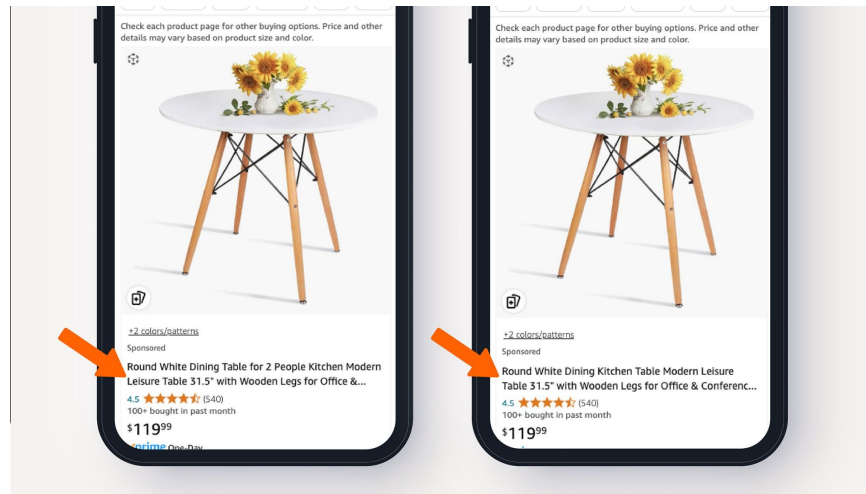 Check each product page for other buying options. Price and other
details may vary based on product size and color.
+2 colors/patterns
Sponsored
Round White Dining Table for 2 People Kitchen Modern
Leisure Table 31.5" with Wooden Legs for Office &...
4.5 (540)
100+ bought in past month
$11999
prime One-Day
Check each product page for other buying options. Price and other
details may vary based on product size and color.
+2 colors/patterns
Sponsored
Round White Dining Kitchen Table Modern Leisure
Table 31.5" with Wooden Legs for Office & Conferenc...
4.5 (540)
100+ bought in past month
$11999